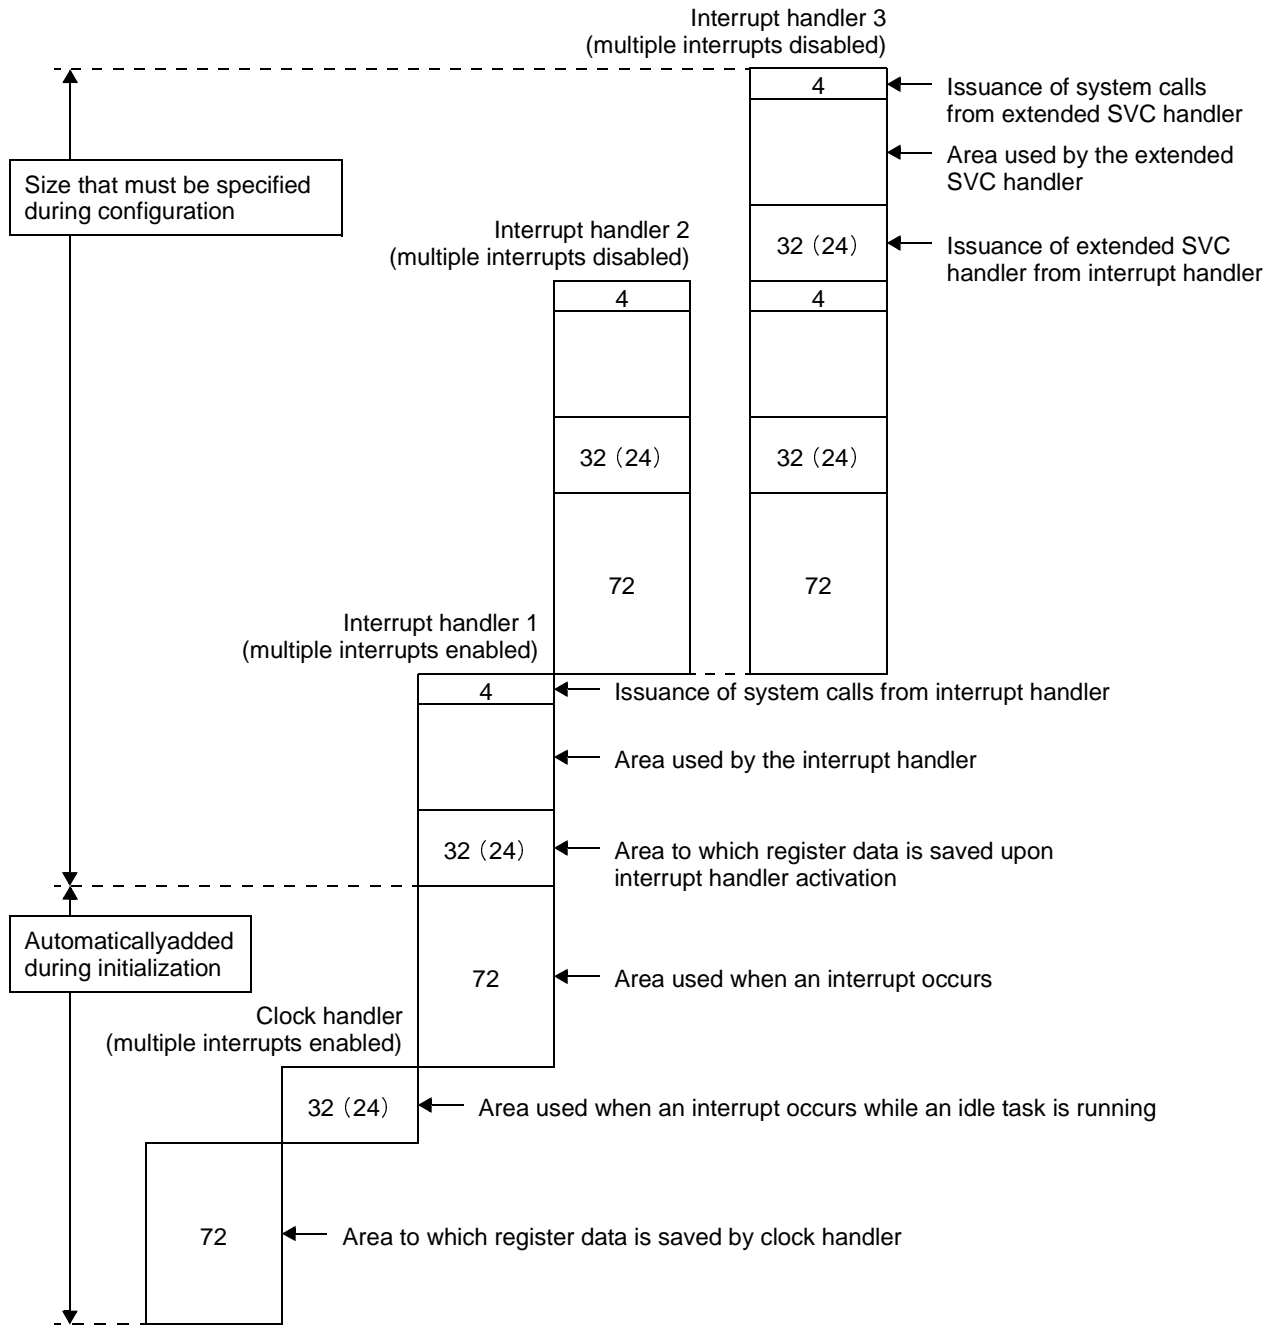 Interrupt handler 3
(multiple interrupts disabled)
4
Issuance of system calls
from extended SVC handler
Area used by the extended
SVC handler
Size that must be specified
during configuration
Interrupt handler 2
(multiple interrupts disabled)
32 (24)
Issuance of extended SVC
handler from interrupt handler
4
4
32 (24)
32 (24)
72
72
Interrupt handler 1
(multiple interrupts enabled)
4
Issuance of system calls from interrupt handler
Area used by the interrupt handler
32 (24)
Area to which register data is saved upon
interrupt handler activation
Automaticallyadded
during initialization
72
Area used when an interrupt occurs
Clock handler
(multiple interrupts enabled)
32 (24)
Area used when an interrupt occurs while an idle task is running
72
Area to which register data is saved by clock handler